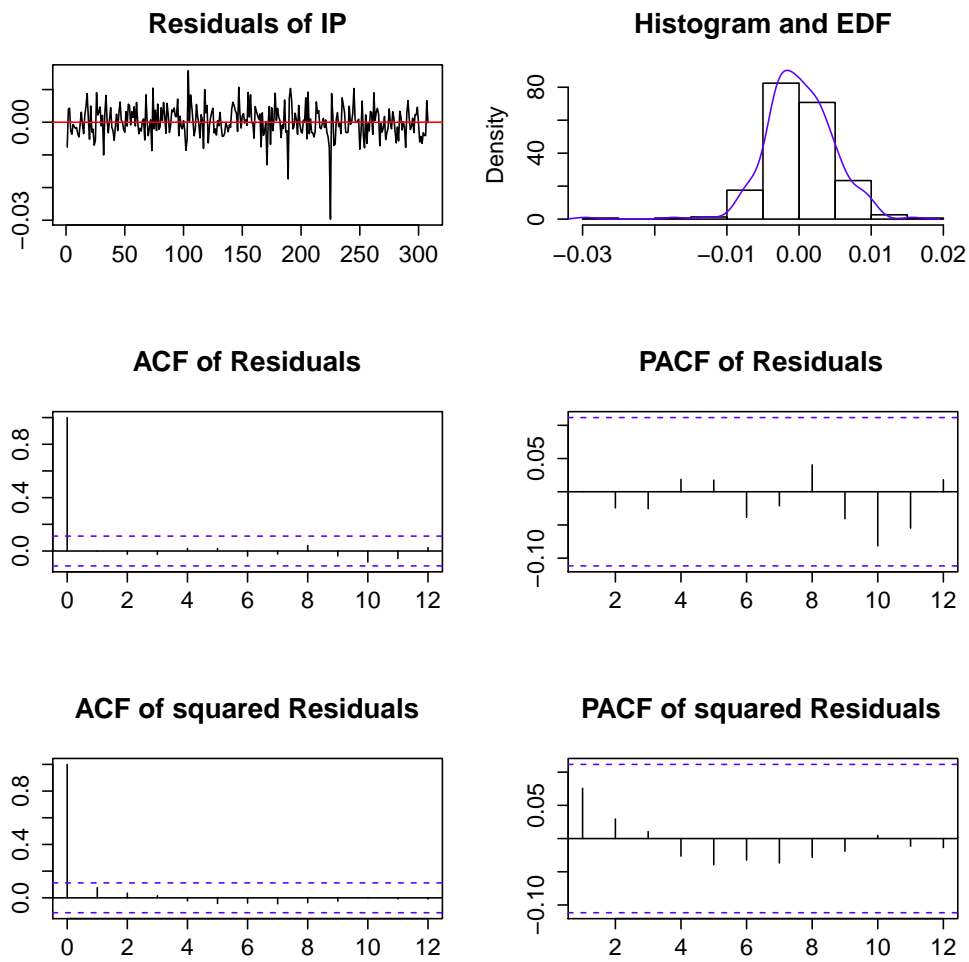 Residuals of IP
0.00
−0.03
0 50 100 150 200 250 300
Histogram and EDF
Density
80
40
0
−0.03 −0.01 0.00 0.01 0.02
ACF of Residuals
0.8
0.4
0.0
0 2 4 6 8 10 12
PACF of Residuals
0.05
−0.10
2 4 6 8 10 12
ACF of squared Residuals
0.8
0.4
0.0
0 2 4 6 8 10 12
PACF of squared Residuals
0.05
−0.10
2 4 6 8 10 12